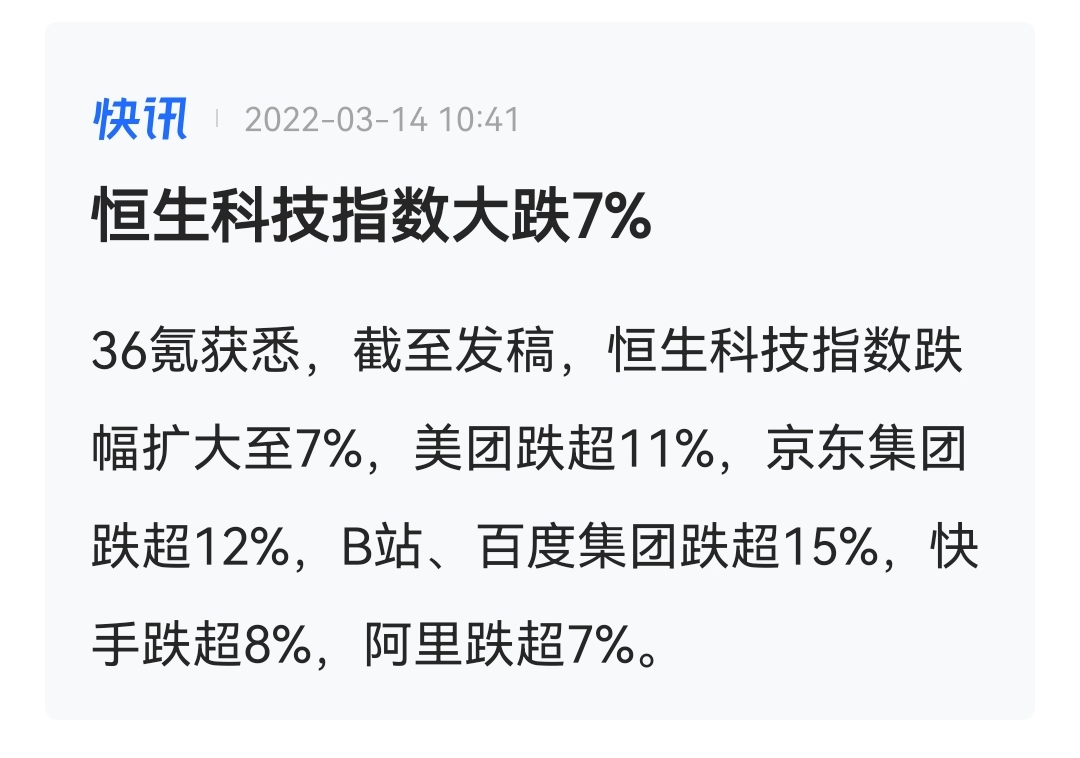 快讯 | 2022-03-14 10:41
恒生科技指数大跌7%
36氪获悉，截至发稿，恒生科技指数跌
幅扩大至7%，美团跌超11%，京东集团
跌超12%，B站、百度集团跌超15%，快
手跌超8%，阿里跌超7%。